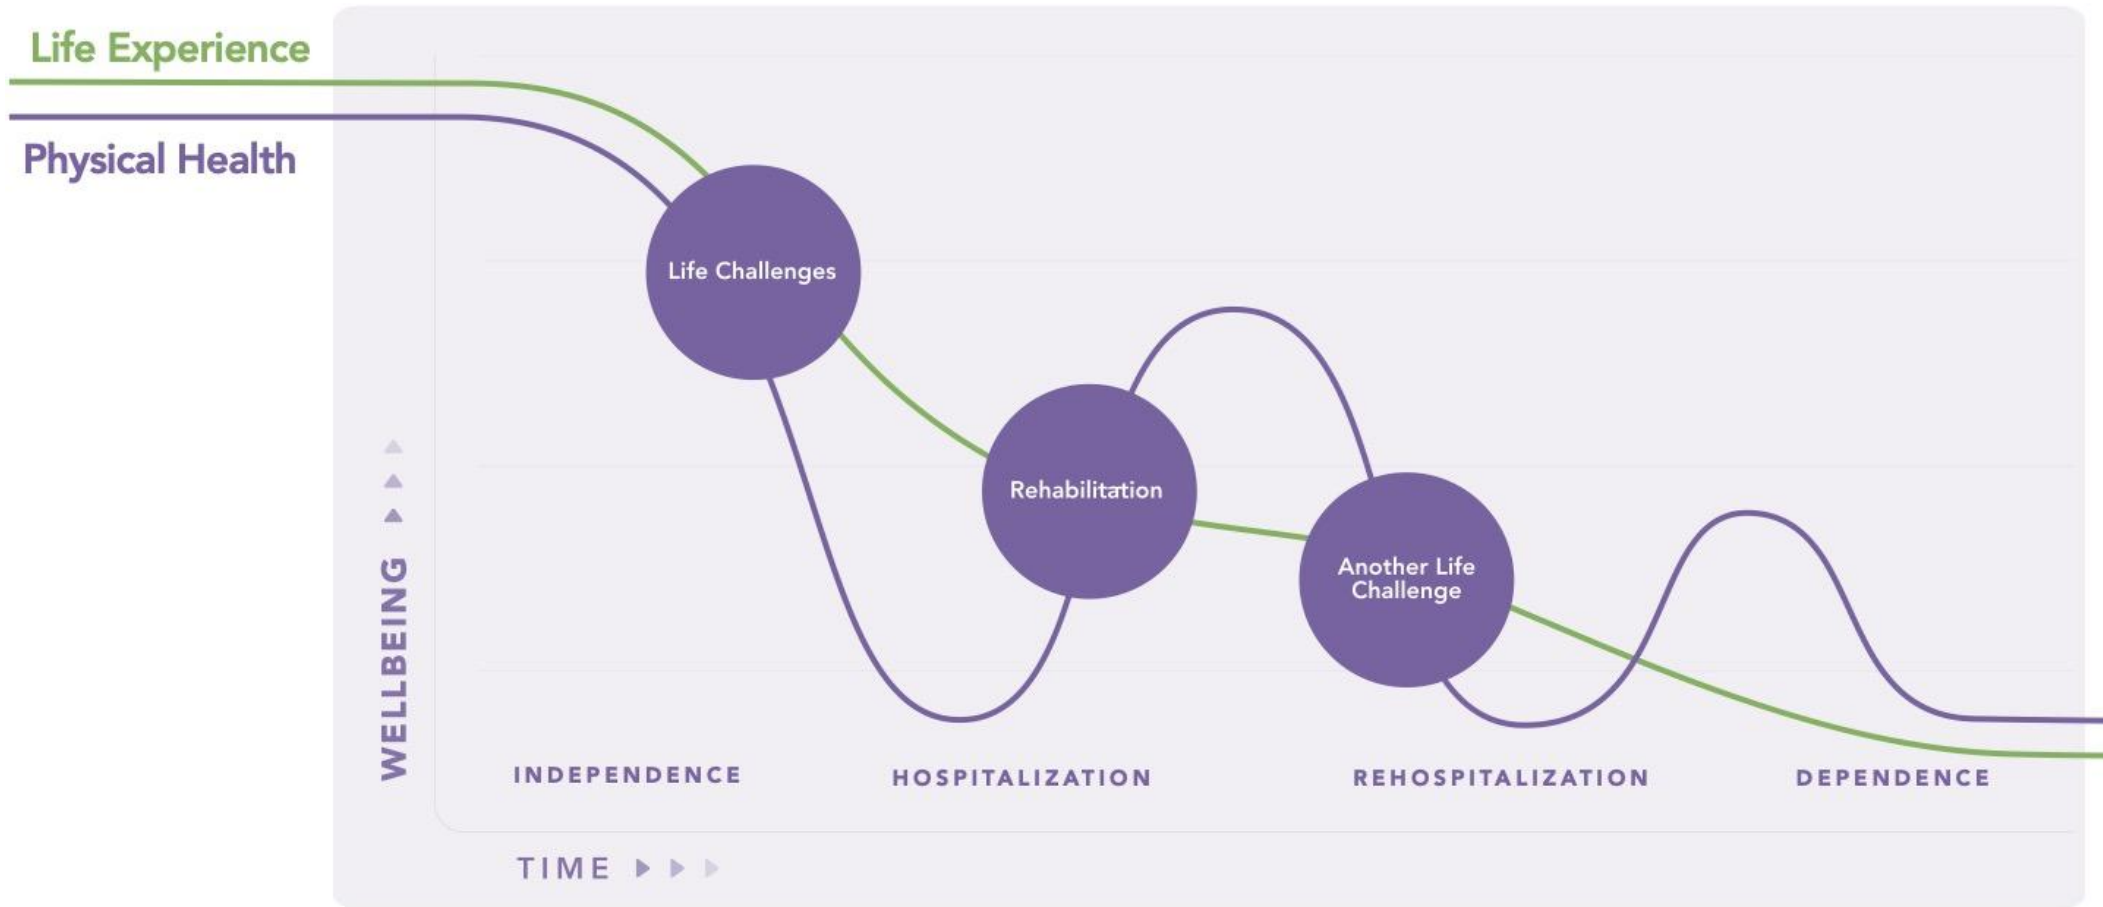 Life Experience
Physical Health
Life Challenges
Rehabilitation
Another Life
Challenge
WELLBEING
INDEPENDENCE
HOSPITALIZATION
REHOSPITALIZATION
DEPENDENCE
TIME